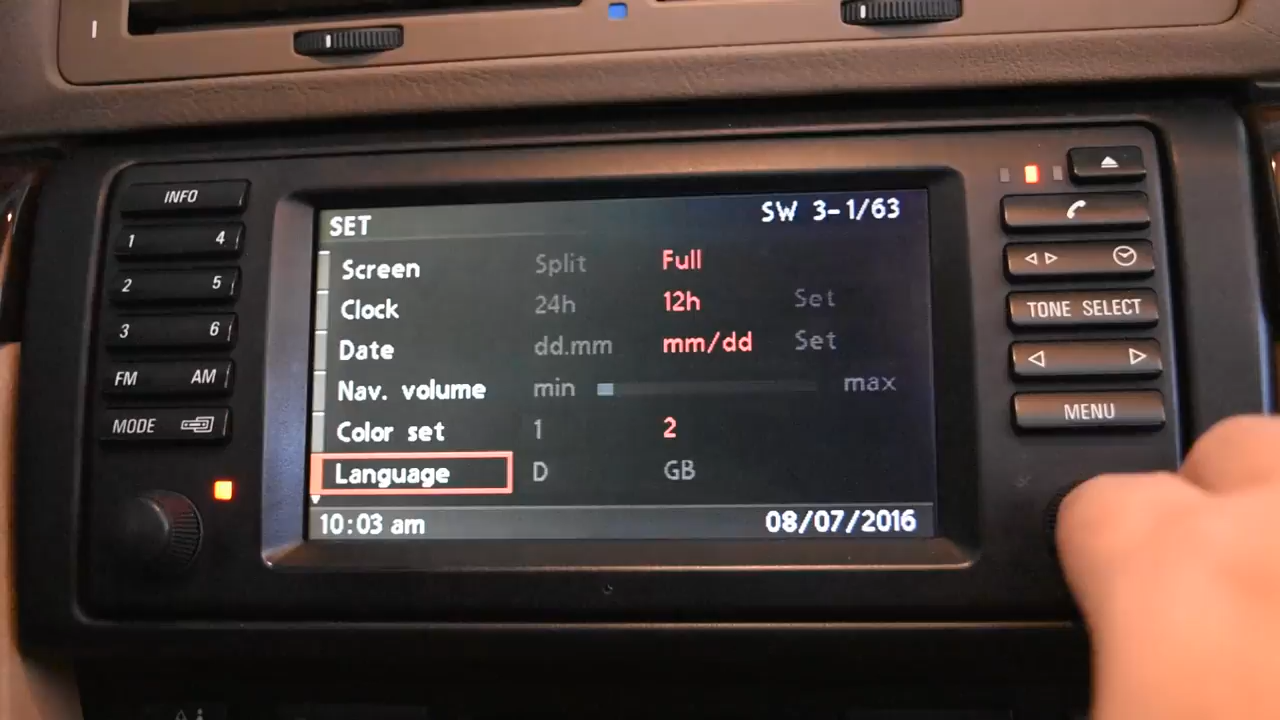 INFO
1 4
2 5
3 6
FM AM
MODE
SET SW 3-1/63
Screen Split Full
Clock 24h 12h Set
Date dd.mm mm/dd Set
Nav. volume min max
Color set 1 2
Language D GB
10:03 am 08/07/2016
TONE SELECT
MENU